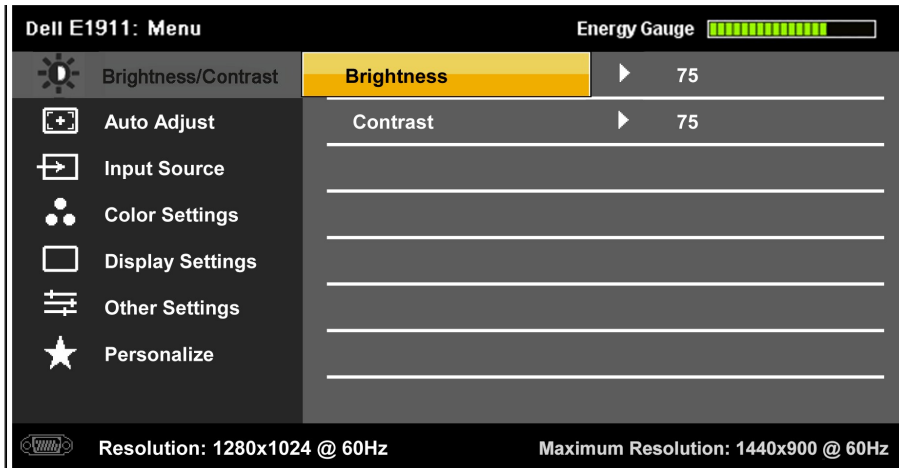 Dell E1911: Menu Energy Gauge
Brightness/Contrast Brightness 75
Auto Adjust Contrast 75
Input Source
Color Settings
Display Settings
Other Settings
Personalize
Resolution: 1280x1024 @ 60Hz Maximum Resolution: 1440x900 @ 60Hz